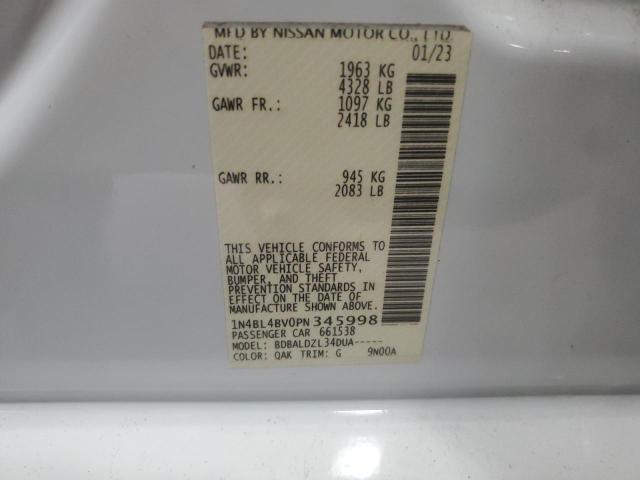 MFD BY NISSAN MOTOR CO., LTD.
DATE: 01/23
GVWR: 1963 KG
4328 LB
GAWR FR.: 1097 KG
2418 LB
GAWR RR.: 945 KG
2083 LB
THIS VEHICLE CONFORMS TO
ALL APPLICABLE FEDERAL
MOTOR VEHICLE SAFETY,
BUMPER, AND THEFT
PREVENTION STANDARDS IN
EFFECT ON THE DATE OF
MANUFACTURE SHOWN ABOVE.
1N4BL4BV0PN345998
PASSENGER CAR 661538
MODEL: BDBALDZL34DUA-----
COLOR: QAK TRIM: G 9N00A